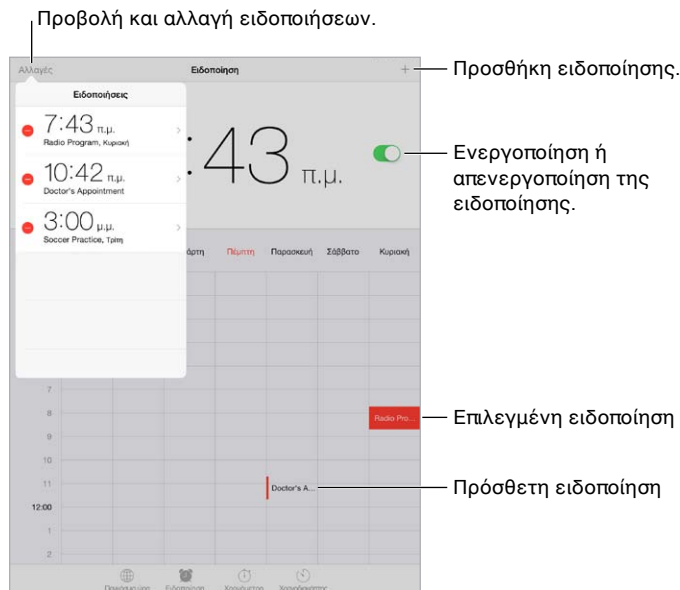 Προβολή και αλλαγή ειδοποιήσεων.
Αλλαγές
Ειδοποίηση
+
Προσθήκη ειδοποίησης.
Ειδοποιήσεις
7:43 π.μ.
Radio Program, Κυριακή
10:42 π.μ.
Doctor's Appointment
3:00 μ.μ.
Soccer Practice, Τρίτη
:43 π.μ.
Ενεργοποίηση ή
απενεργοποίηση της
ειδοποίησης.
άρτη Πέμπτη Παρασκευή Σάββατο Κυριακή
7
8
Radio Pro...
Επιλεγμένη ειδοποίηση
9
10
11
Doctor's A...
Πρόσθετη ειδοποίηση
12:00
1
2